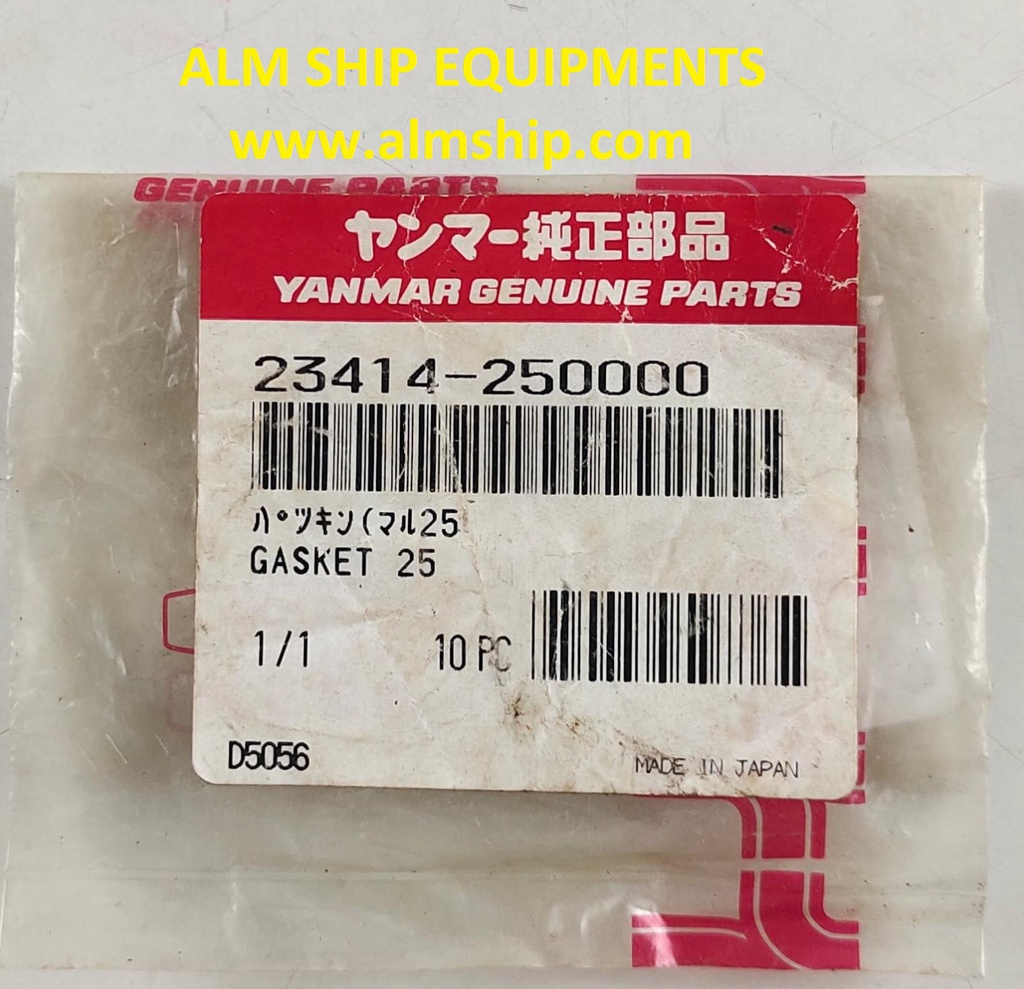 ALM SHIP EQUIPMENTS
www.almship.com
GENUINE PARTS
ヤンマー純正部品
YANMAR GENUINE PARTS
23414-250000
ﾊﾟツキン(マル25
GASKET 25
1/1 10 PC
D5056
MADE IN JAPAN